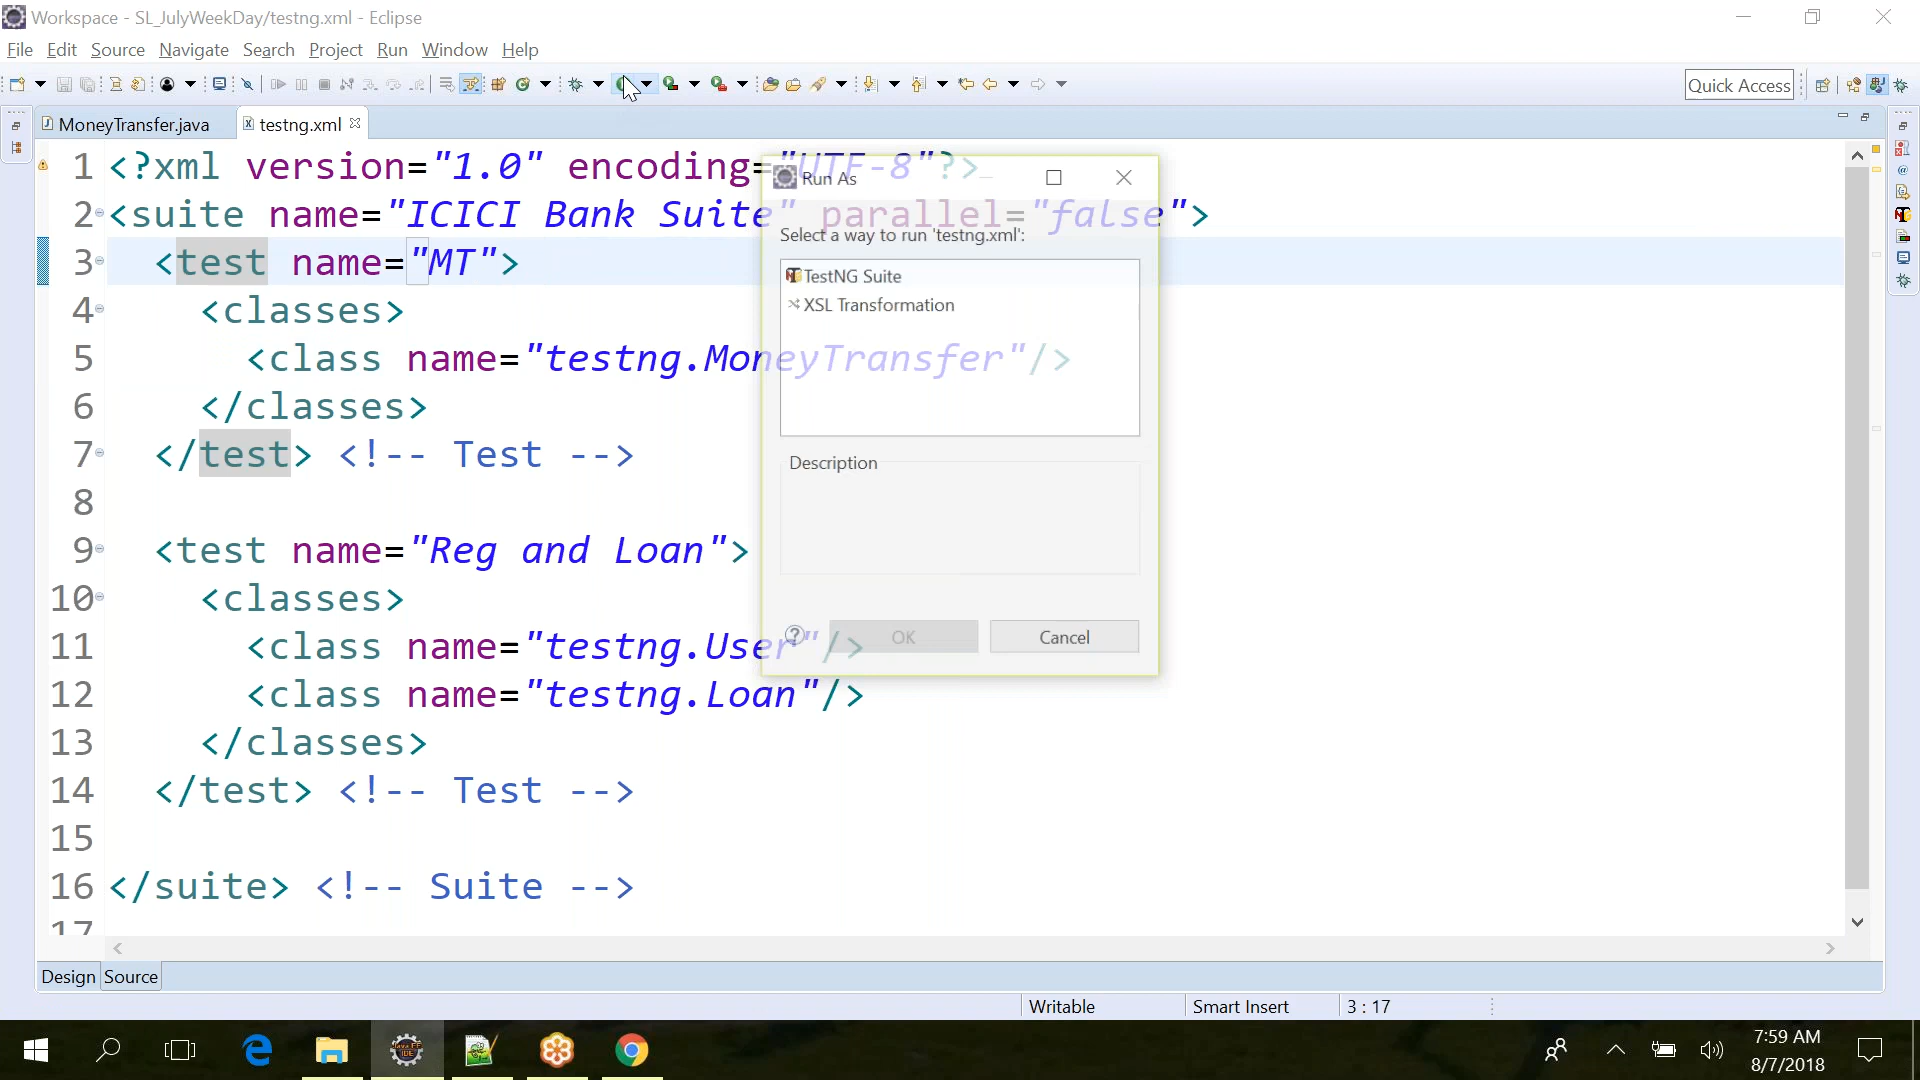 Workspace - SL_JulyWeekDay/testng.xml - Eclipse
File Edit Source Navigate Search Project Run Window Help
Quick Access
MoneyTransfer.java
testng.xml
1 <?xml version="1.0" encoding="UTF-8"?>
2 <suite name="ICICI Bank Suite" parallel="false">
3 <test name="MT">
4 <classes>
5 <class name="testng.MoneyTransfer"/>
6 </classes>
7 </test> <!-- Test -->
8
9 <test name="Reg and Loan">
10 <classes>
11 <class name="testng.User"/>
12 <class name="testng.Loan"/>
13 </classes>
14 </test> <!-- Test -->
15
16 </suite> <!-- Suite -->
17
Run As
Select a way to run 'testng.xml':
TestNG Suite
XSL Transformation
Description
OK
Cancel
Design Source
Writable
Smart Insert
3 : 17
7:59 AM
8/7/2018